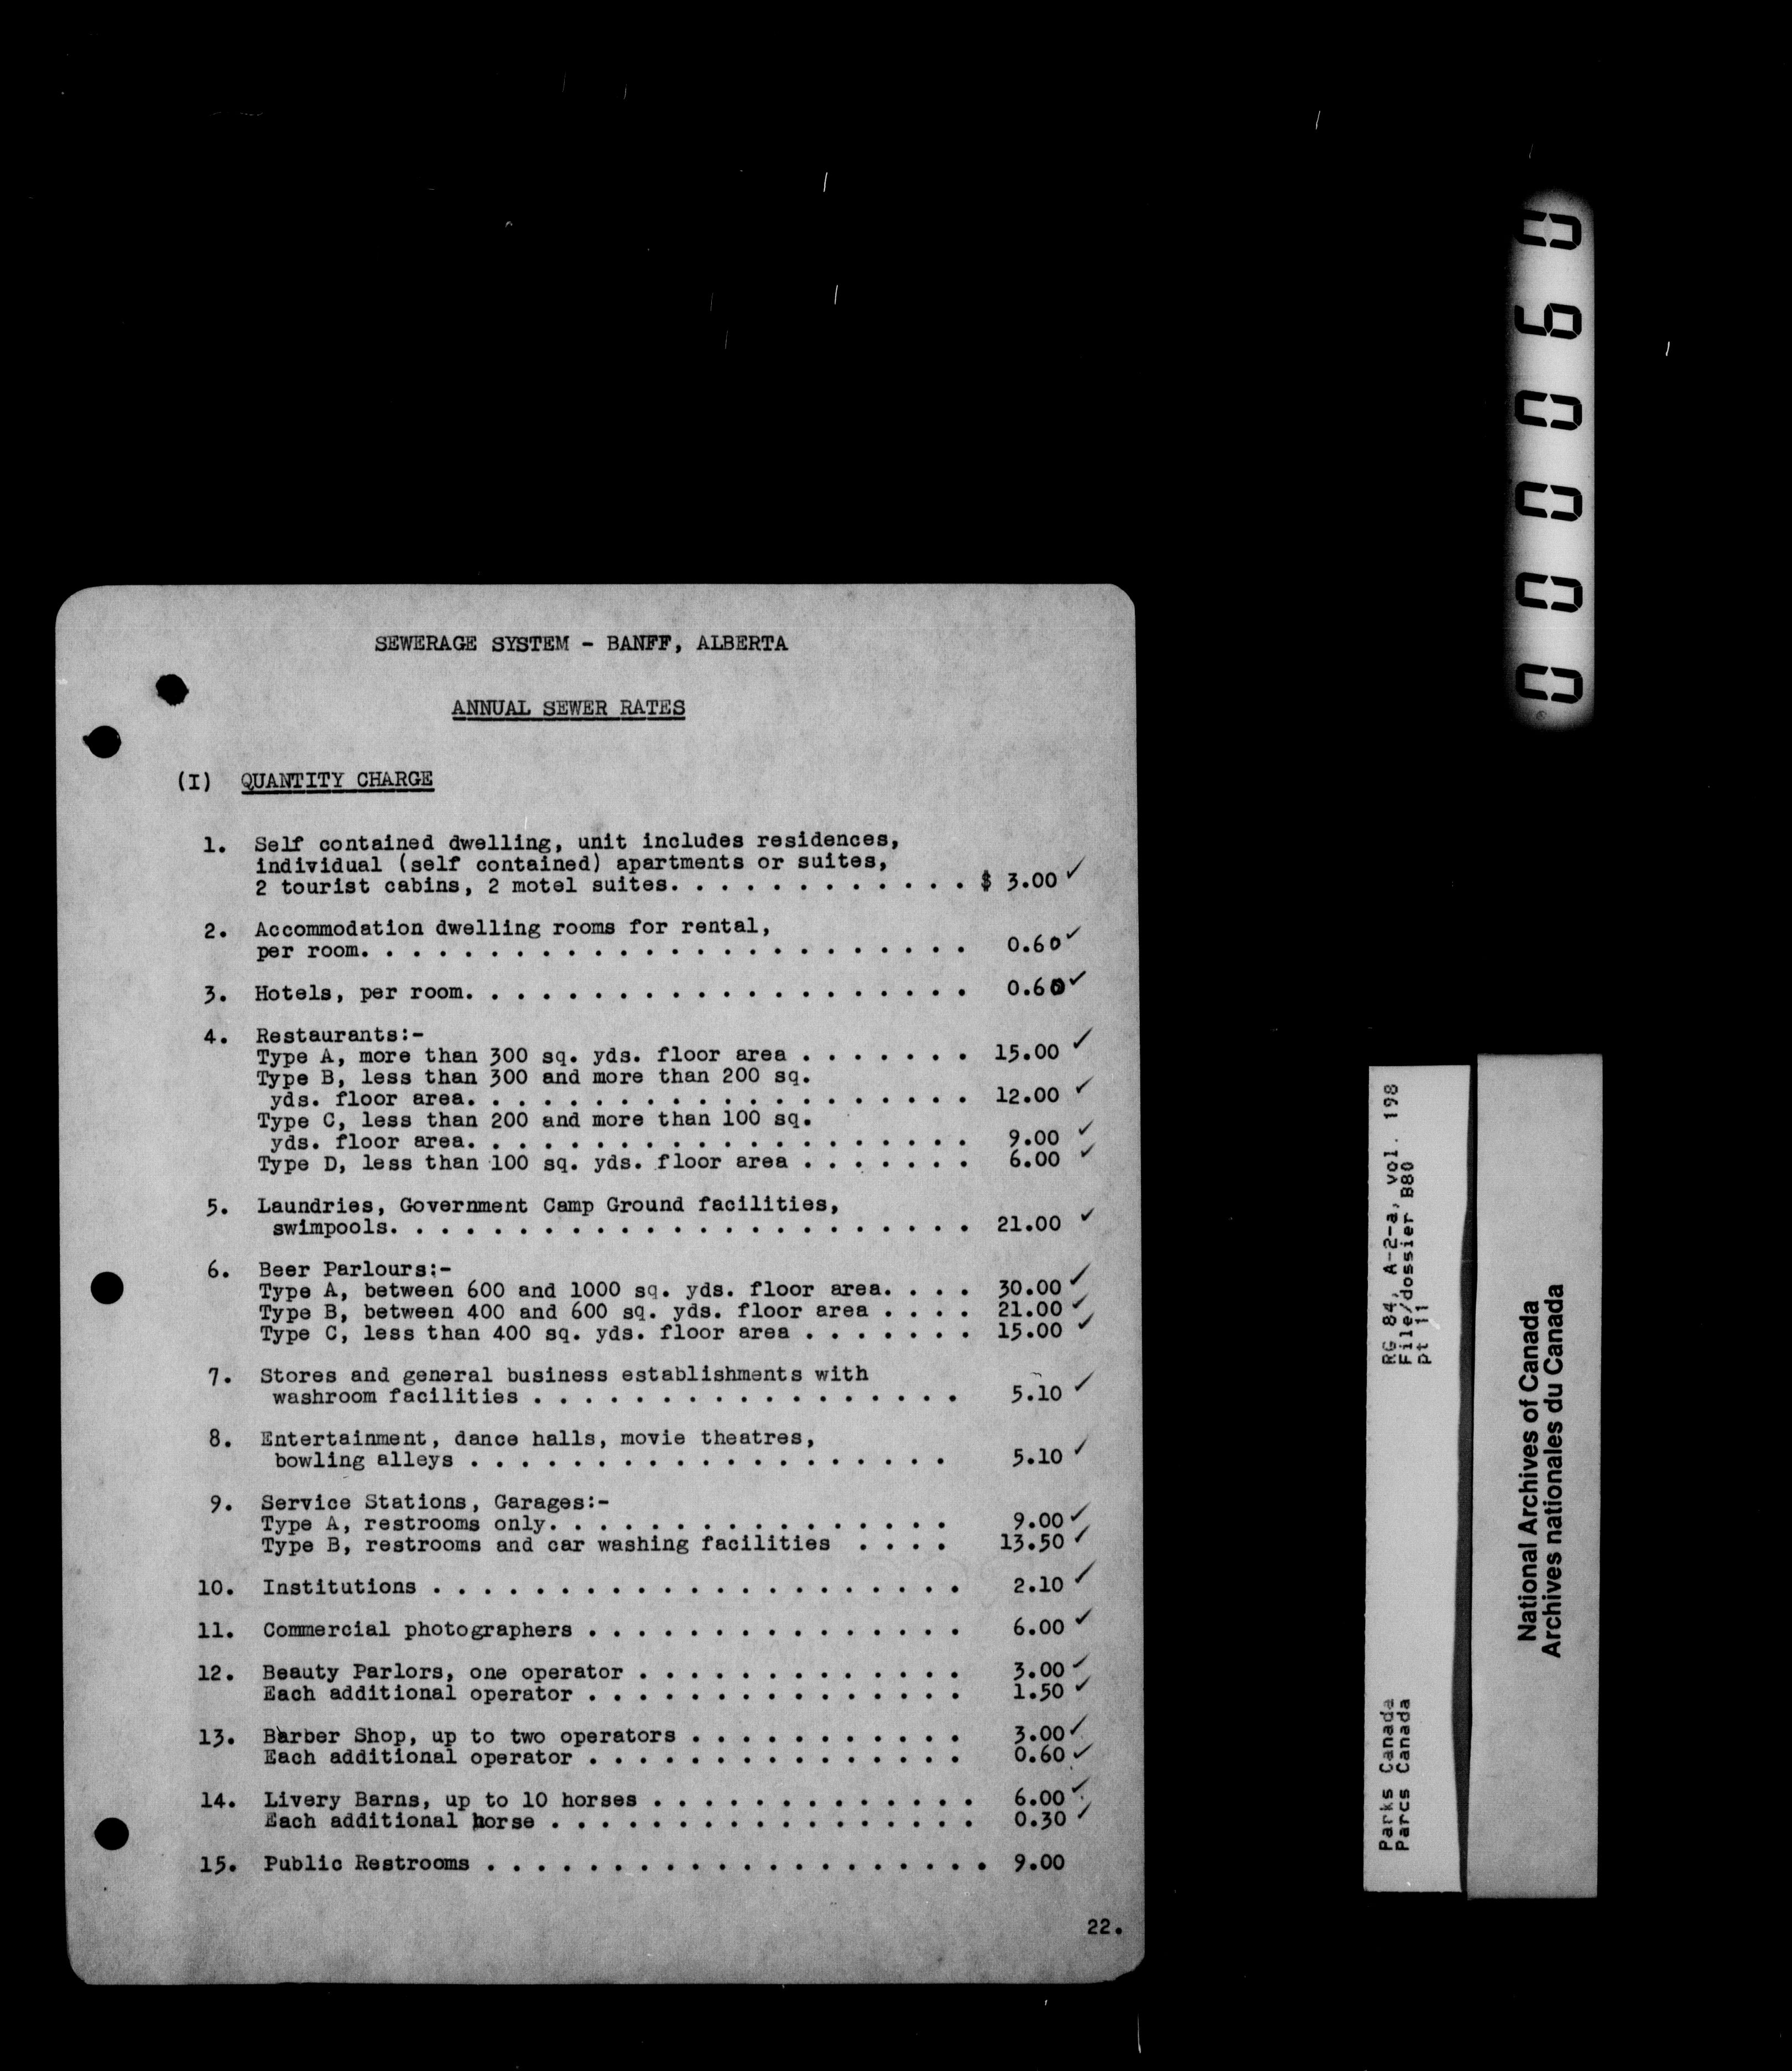 SEWERAGE SYSTEM - BANFF, ALBERTA
ANNUAL SEWER RATES
(I) QUANTITY CHARGE
1. Self contained dwelling, unit includes residences,
individual (self contained) apartments or suites,
2 tourist cabins, 2 motel suites. . . . . . . . . . . . $ 3.00 ✓
2. Accommodation dwelling rooms for rental,
per room. . . . . . . . . . . . . . . . . . . . . . . . 0.60 ✓
3. Hotels, per room. . . . . . . . . . . . . . . . . . . . 0.60 ✓
4. Restaurants:-
Type A, more than 300 sq. yds. floor area . . . . . . . 15.00 ✓
Type B, less than 300 and more than 200 sq.
yds. floor area. . . . . . . . . . . . . . . . . . . . 12.00 ✓
Type C, less than 200 and more than 100 sq.
yds. floor area. . . . . . . . . . . . . . . . . . . . 9.00 ✓
Type D, less than 100 sq. yds. floor area . . . . . . . 6.00 ✓
5. Laundries, Government Camp Ground facilities,
swimpools. . . . . . . . . . . . . . . . . . . . . . . 21.00 ✓
6. Beer Parlours:-
Type A, between 600 and 1000 sq. yds. floor area. . . . 30.00 ✓
Type B, between 400 and 600 sq. yds. floor area . . . . 21.00 ✓
Type C, less than 400 sq. yds. floor area . . . . . . . 15.00 ✓
7. Stores and general business establishments with
washroom facilities . . . . . . . . . . . . . . . . . 5.10 ✓
8. Entertainment, dance halls, movie theatres,
bowling alleys . . . . . . . . . . . . . . . . . . . 5.10 ✓
9. Service Stations, Garages:-
Type A, restrooms only. . . . . . . . . . . . . . . . 9.00 ✓
Type B, restrooms and car washing facilities . . . . 13.50 ✓
10. Institutions . . . . . . . . . . . . . . . . . . . . . 2.10 ✓
11. Commercial photographers . . . . . . . . . . . . . . . 6.00 ✓
12. Beauty Parlors, one operator . . . . . . . . . . . . . 3.00 ✓
Each additional operator . . . . . . . . . . . . . . . 1.50 ✓
13. Barber Shop, up to two operators . . . . . . . . . . . 3.00 ✓
Each additional operator . . . . . . . . . . . . . . . 0.60 ✓
14. Livery Barns, up to 10 horses . . . . . . . . . . . . . 6.00 ✓
Each additional horse . . . . . . . . . . . . . . . . . 0.30 ✓
15. Public Restrooms . . . . . . . . . . . . . . . . . . . . 9.00
22.
000060
RG 84, A-2-a, vol. 198
File/dossier B80
pt 11
Parks Canada
Parcs Canada
National Archives of Canada
Archives nationales du Canada